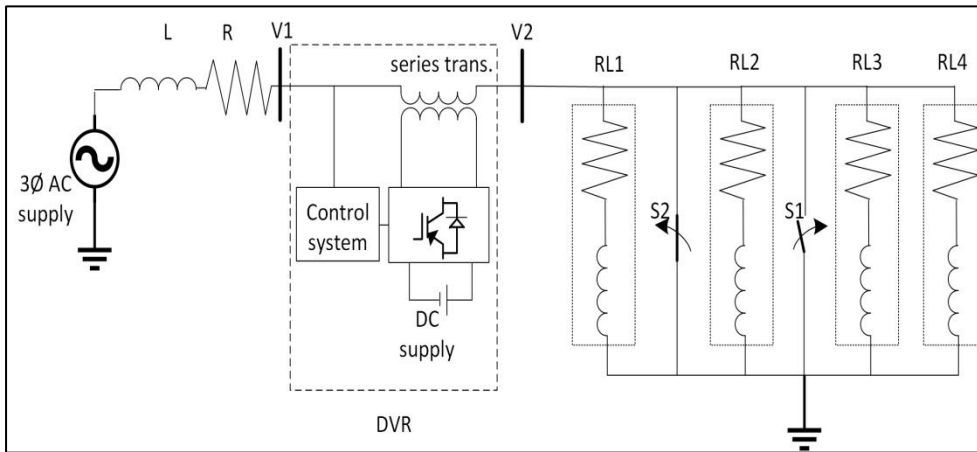 L
R
V1
V2
series trans.
RL1
RL2
RL3
RL4
3Ø AC
supply
Control
system
S2
S1
DC
supply
DVR